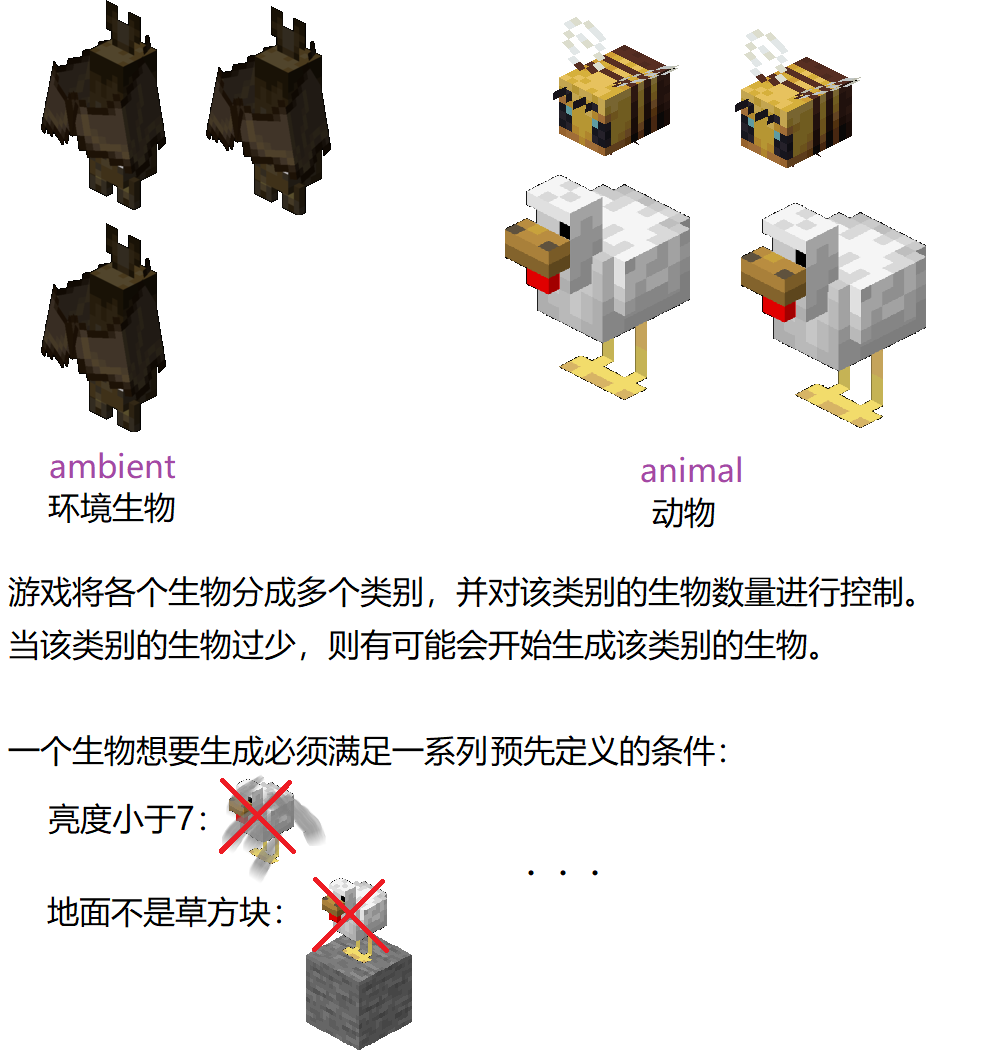 ambient
环境生物
animal
动物
游戏将各个生物分成多个类别，并对该类别的生物数量进行控制。
当该类别的生物过少，则有可能会开始生成该类别的生物。
一个生物想要生成必须满足一系列预先定义的条件：
亮度小于7：
. . .
地面不是草方块：